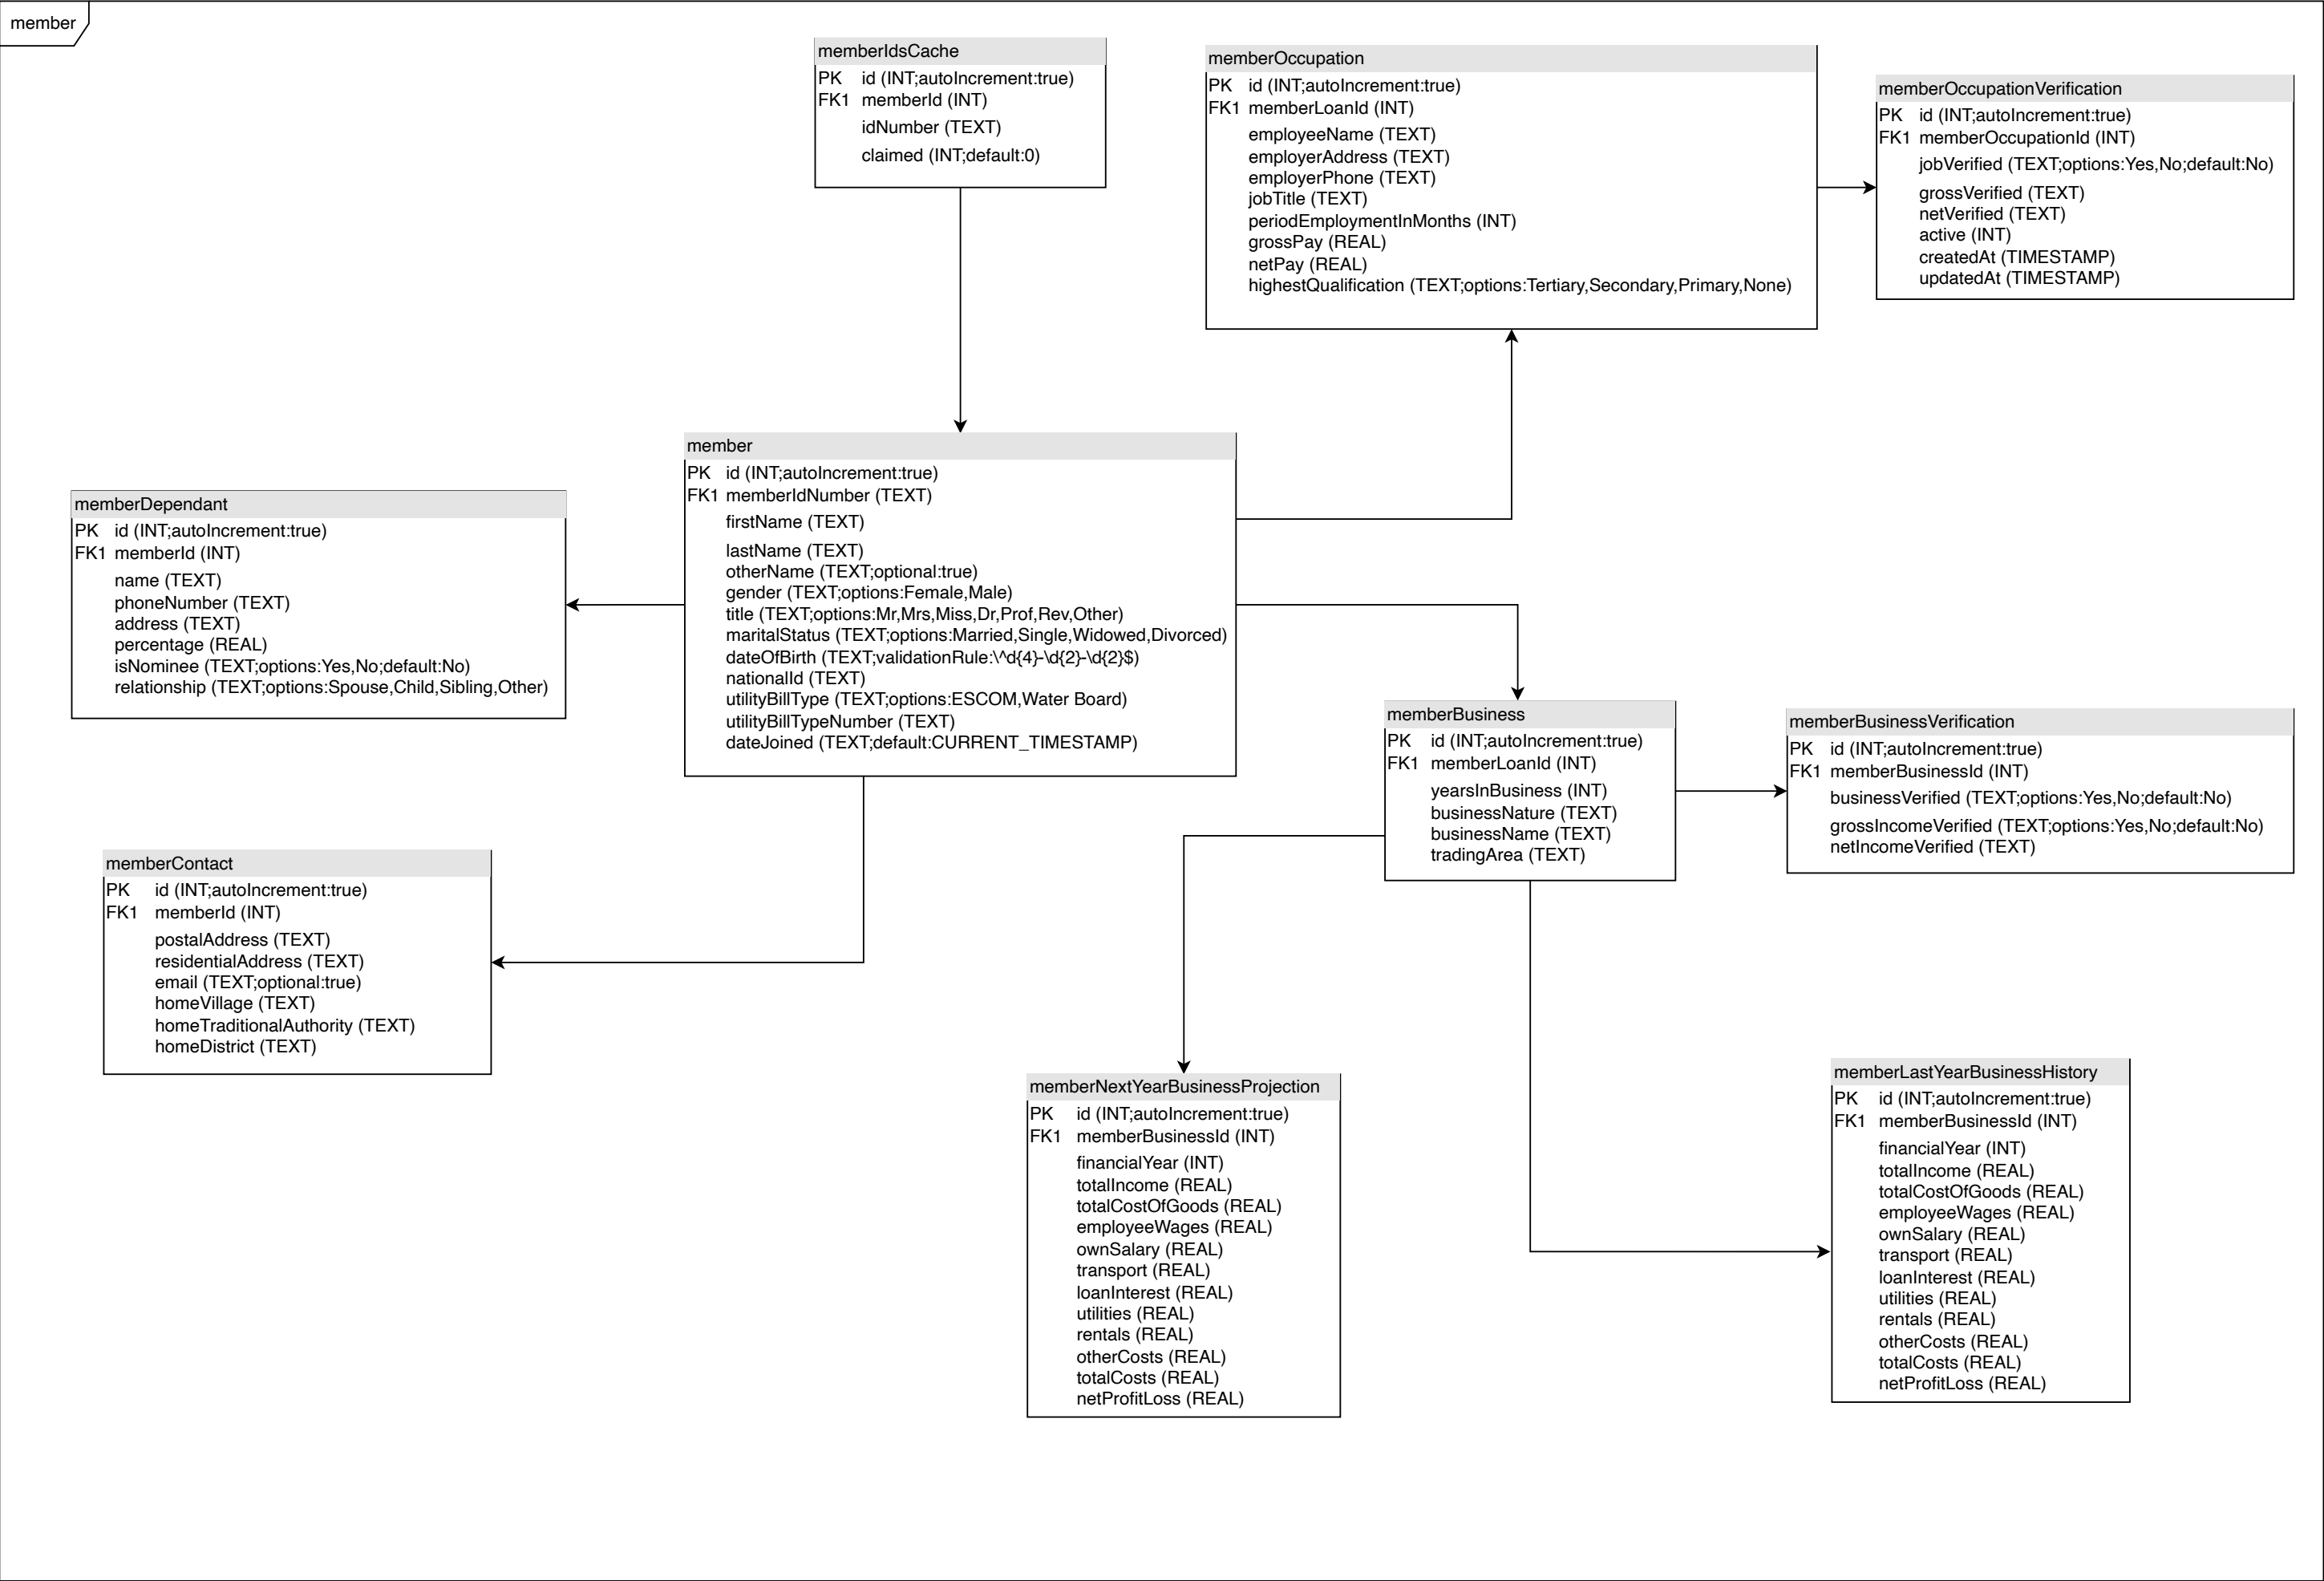 member
memberIdsCache
PK id (INT;autoIncrement:true)
FK1 memberId (INT)
idNumber (TEXT)
claimed (INT;default:0)
memberOccupation
PK id (INT;autoIncrement:true)
FK1 memberLoanId (INT)
employeeName (TEXT)
employerAddress (TEXT)
employerPhone (TEXT)
jobTitle (TEXT)
periodEmploymentInMonths (INT)
grossPay (REAL)
netPay (REAL)
highestQualification (TEXT;options:Tertiary,Secondary,Primary,None)
memberOccupationVerification
PK id (INT;autoIncrement:true)
FK1 memberOccupationId (INT)
jobVerified (TEXT;options:Yes,No;default:No)
grossVerified (TEXT)
netVerified (TEXT)
active (INT)
createdAt (TIMESTAMP)
updatedAt (TIMESTAMP)
member
PK id (INT;autoIncrement:true)
FK1 memberIdNumber (TEXT)
firstName (TEXT)
lastName (TEXT)
otherName (TEXT;optional:true)
gender (TEXT;options:Female,Male)
title (TEXT;options:Mr,Mrs,Miss,Dr,Prof,Rev,Other)
maritalStatus (TEXT;options:Married,Single,Widowed,Divorced)
dateOfBirth (TEXT;validationRule:\^d{4}-\d{2}-\d{2}$)
nationalId (TEXT)
utilityBillType (TEXT;options:ESCOM,Water Board)
utilityBillTypeNumber (TEXT)
dateJoined (TEXT;default:CURRENT_TIMESTAMP)
memberDependant
PK id (INT;autoIncrement:true)
FK1 memberId (INT)
name (TEXT)
phoneNumber (TEXT)
address (TEXT)
percentage (REAL)
isNominee (TEXT;options:Yes,No;default:No)
relationship (TEXT;options:Spouse,Child,Sibling,Other)
memberBusiness
PK id (INT;autoIncrement:true)
FK1 memberLoanId (INT)
yearsInBusiness (INT)
businessNature (TEXT)
businessName (TEXT)
tradingArea (TEXT)
memberBusinessVerification
PK id (INT;autoIncrement:true)
FK1 memberBusinessId (INT)
businessVerified (TEXT;options:Yes,No;default:No)
grossIncomeVerified (TEXT;options:Yes,No;default:No)
netIncomeVerified (TEXT)
memberContact
PK id (INT;autoIncrement:true)
FK1 memberId (INT)
postalAddress (TEXT)
residentialAddress (TEXT)
email (TEXT;optional:true)
homeVillage (TEXT)
homeTraditionalAuthority (TEXT)
homeDistrict (TEXT)
memberNextYearBusinessProjection
PK id (INT;autoIncrement:true)
FK1 memberBusinessId (INT)
financialYear (INT)
totalIncome (REAL)
totalCostOfGoods (REAL)
employeeWages (REAL)
ownSalary (REAL)
transport (REAL)
loanInterest (REAL)
utilities (REAL)
rentals (REAL)
otherCosts (REAL)
totalCosts (REAL)
netProfitLoss (REAL)
memberLastYearBusinessHistory
PK id (INT;autoIncrement:true)
FK1 memberBusinessId (INT)
financialYear (INT)
totalIncome (REAL)
totalCostOfGoods (REAL)
employeeWages (REAL)
ownSalary (REAL)
transport (REAL)
loanInterest (REAL)
utilities (REAL)
rentals (REAL)
otherCosts (REAL)
totalCosts (REAL)
netProfitLoss (REAL)